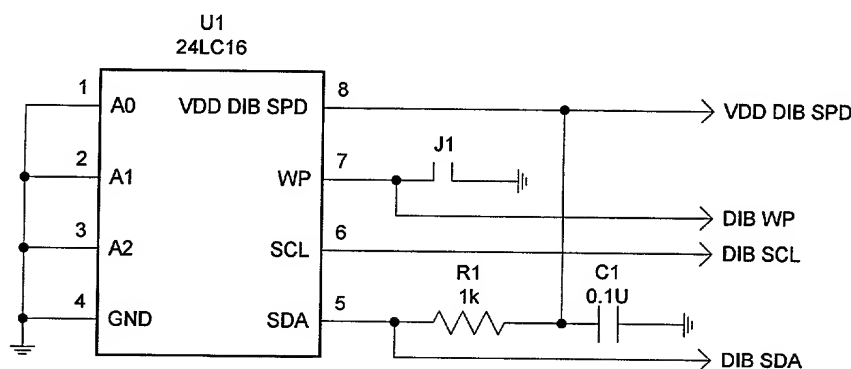 U1
24LC16
1 A0 VDD DIB SPD 8 VDD DIB SPD
J1
2 A1 WP 7
DIB WP
3 A2 SCL 6 DIB SCL
R1 C1
1k 0.1U
4 GND SDA 5
DIB SDA